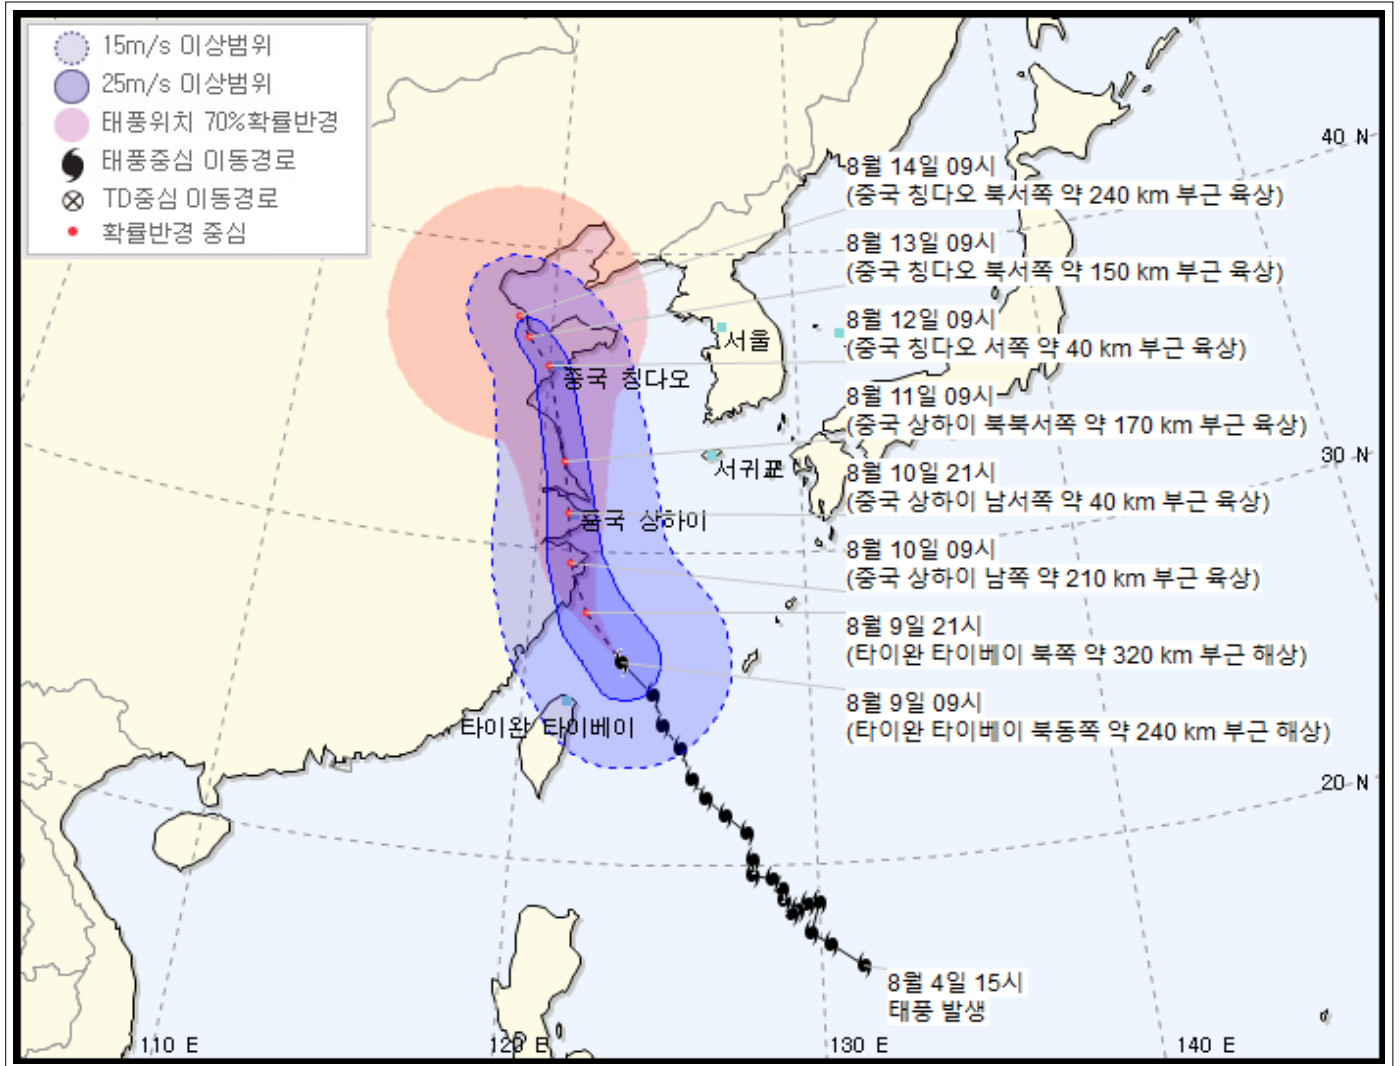 15m/s 이상범위
25m/s 이상범위
태풍위치 70%확률반경
태풍중심 이동경로
TD중심 이동경로
확률반경 중심
40 N
8월 14일 09시
(중국 칭다오 북서쪽 약 240 km 부근 육상)
8월 13일 09시
(중국 칭다오 북서쪽 약 150 km 부근 육상)
8월 12일 09시
(중국 칭다오 서쪽 약 40 km 부근 육상)
서울
중국 칭다오
8월 11일 09시
(중국 상하이 북북서쪽 약 170 km 부근 육상)
30 N
서귀포
8월 10일 21시
(중국 상하이 남서쪽 약 40 km 부근 육상)
중국 상하이
8월 10일 09시
(중국 상하이 남쪽 약 210 km 부근 육상)
8월 9일 21시
(타이완 타이베이 북쪽 약 320 km 부근 해상)
8월 9일 09시
(타이완 타이베이 북동쪽 약 240 km 부근 해상)
타이완 타이베이
20 N
8월 4일 15시
태풍 발생
110 E
120 E
130 E
140 E